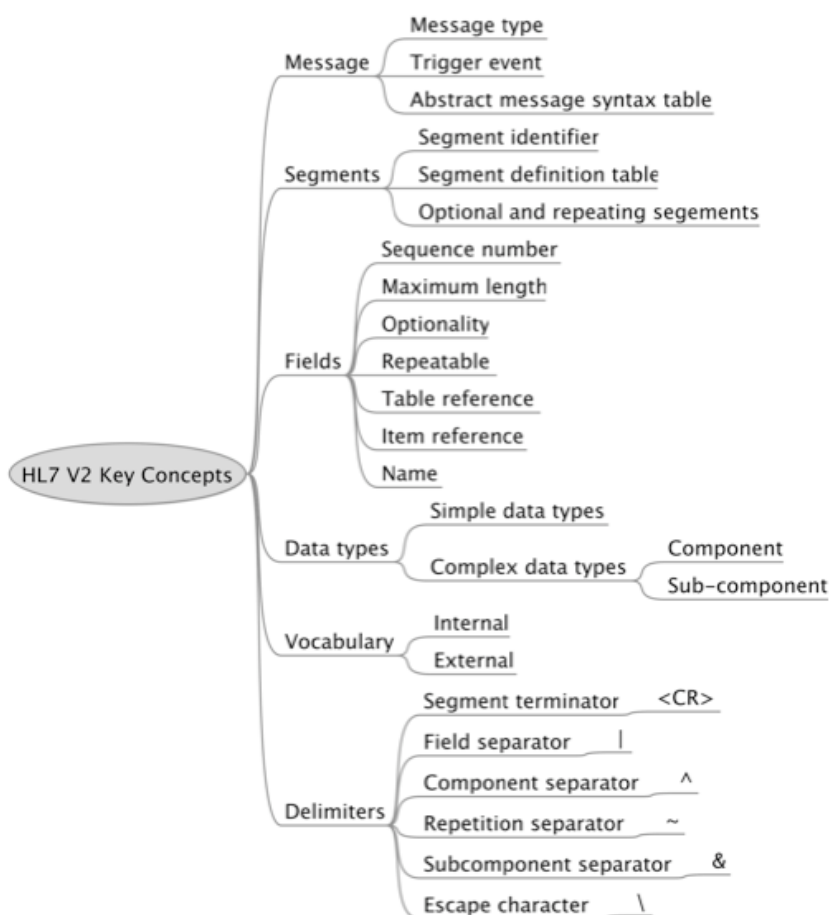 HL7 V2 Key Concepts
Message
Message type
Trigger event
Abstract message syntax table
Segments
Segment identifier
Segment definition table
Optional and repeating segements
Fields
Sequence number
Maximum length
Optionality
Repeatable
Table reference
Item reference
Name
Data types
Simple data types
Complex data types
Component
Sub-component
Vocabulary
Internal
External
Delimiters
Segment terminator <CR>
Field separator |
Component separator ^
Repetition separator ~
Subcomponent separator &
Escape character \